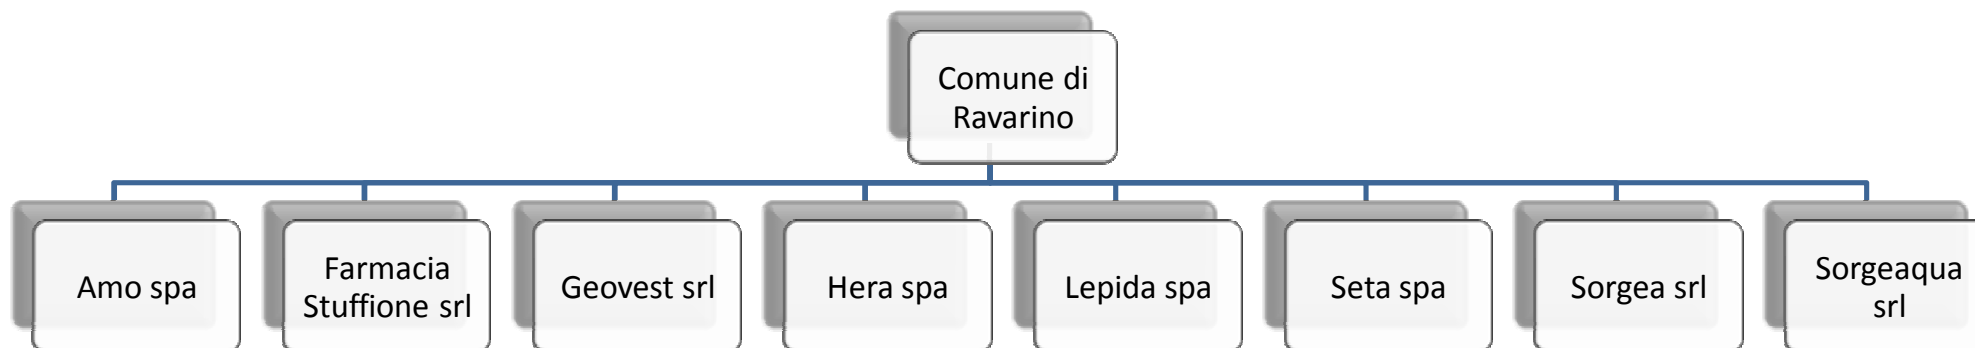 Comune di
Ravarino
Amo spa
Farmacia
Stuffione srl
Geovest srl
Hera spa
Lepida spa
Seta spa
Sorgea srl
Sorgeaqua
srl